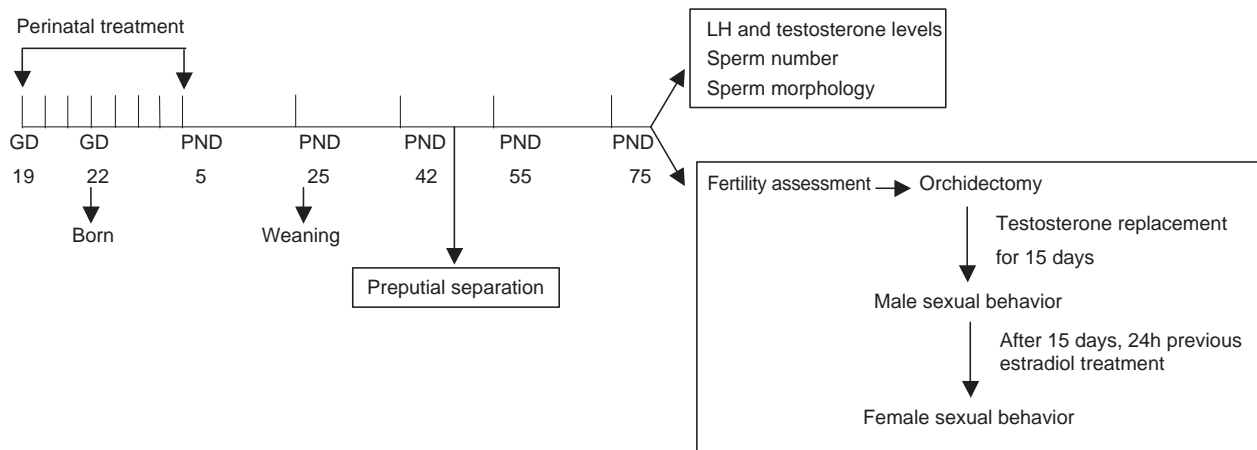 Perinatal treatment
GD GD PND PND PND PND PND
19 22 5 25 42 55 75
Born
Weaning
Preputial separation
LH and testosterone levels
Sperm number
Sperm morphology
Fertility assessment
Orchidectomy
Testosterone replacement
for 15 days
Male sexual behavior
After 15 days, 24h previous
estradiol treatment
Female sexual behavior